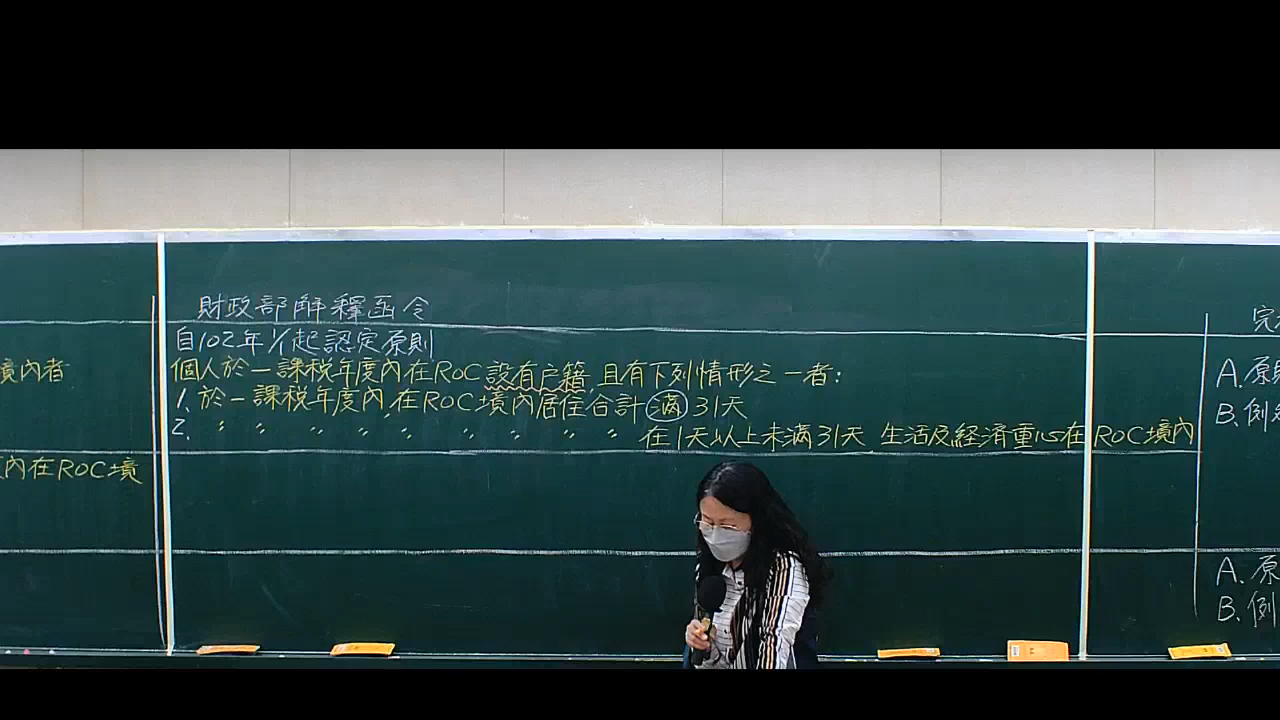 財政部解釋函令
自102年1/1起認定原則
個人於一課稅年度內在ROC設有戶籍,且有下列情形之一者:
1.於一課稅年度內,在ROC境內居住合計滿31天
2. 〃 〃 〃 〃 〃 〃 〃 〃 〃 在1天以上未滿31天 生活及經濟重心在ROC境內
境內者
內在ROC境
完
A.原則
B.例外
A.原
B.例